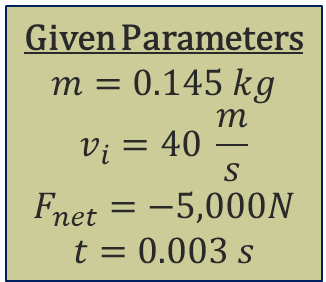 Given Parameters
m = 0.145 kg
v_i = 40 m/s
F_net = −5,000N
t = 0.003 s